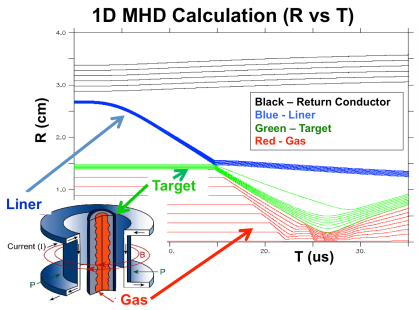 1D MHD Calculation (R vs T)
4.0
3.0
R (cm)
2.0
1.0
Black – Return Conductor
Blue - Liner
Green – Target
Red - Gas
Liner
Target
Current (I)
B
P
P
Gas
0.
20.
30.
T (us)